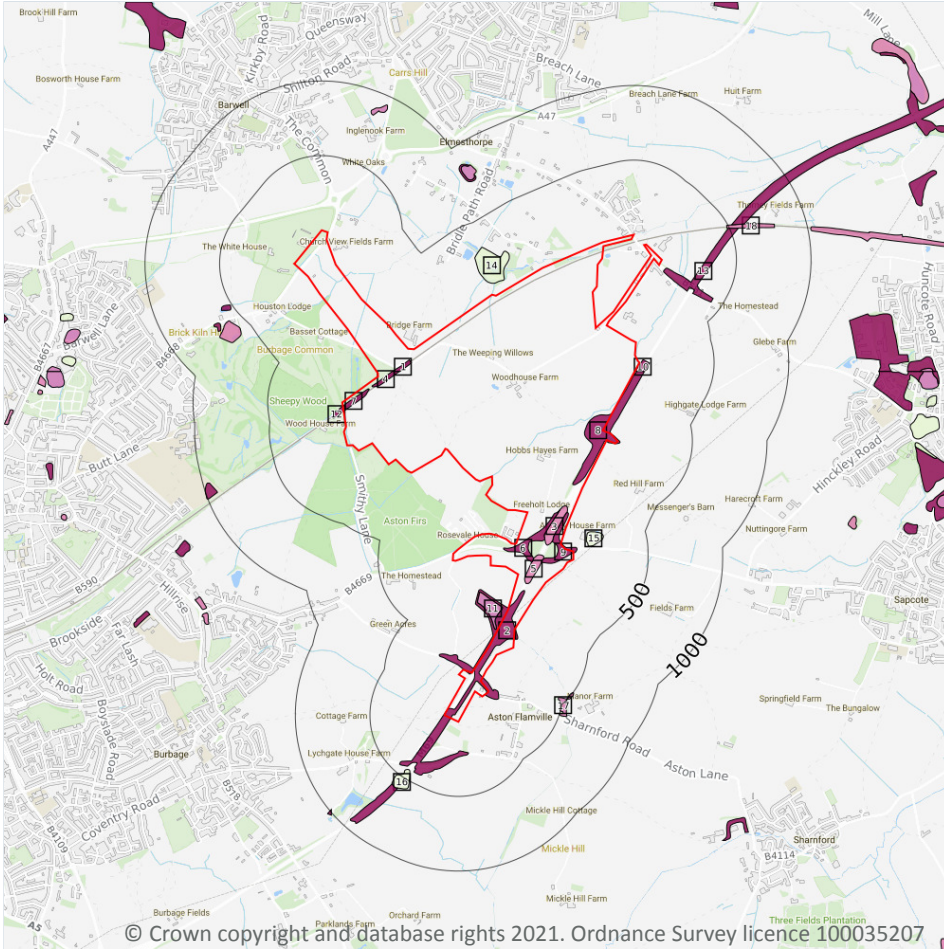 Brook Hill Farm
Queensway
Mill Lane
Kirkby Road
Carrs Hill
Breach Lane
Bosworth House Farm
Shilton Road
Breach Lane Farm
Huit Farm
Barwell
A447
A47
Inglenook Farm
The Common
Elmesthorpe
White Oaks
Bridle Path Road
Thorney Fields Farm
18
The White House
Church View Fields Farm
14
13
Huncote Road
Houston Lodge
The Homestead
Barwell Lane
B4667
Brick Kiln H
Basset Cottage
Bridge Farm
Glebe Farm
B4668
Burbage Common
The Weeping Willows
1
10
4
Woodhouse Farm
Sheepy Wood
7
12
Wood House Farm
Highgate Lodge Farm
8
Butt Lane
Hobbs Hayes Farm
Hinckley Road
Red Hill Farm
Smithy Lane
Freeholt Lodge
Messenger's Barn
Harecroft Farm
Aston Firs
3
House Farm
Nuttingore Farm
Rosevale House
15
6
9
5
B590
The Homestead
B4669
Hillrise
500
Sapcote
11
Fields Farm
Brookside
Green Acres
2
Far Lash
1000
Holt Road
Manor Farm
Springfield Farm
17
The Bungalow
Boyslade Road
Cottage Farm
Aston Flamville
Sharnford Road
Burbage
Lychgate House Farm
Aston Lane
16
B578
Coventry Road
Mickle Hill Cottage
B4109
Sharnford
Mickle Hill
B4114
Mickle Hill Farm
Burbage Fields
Orchard Farm
Parklands Farm
Three Fields Plantation
A5
© Crown copyright and database rights 2021. Ordnance Survey licence 100035207